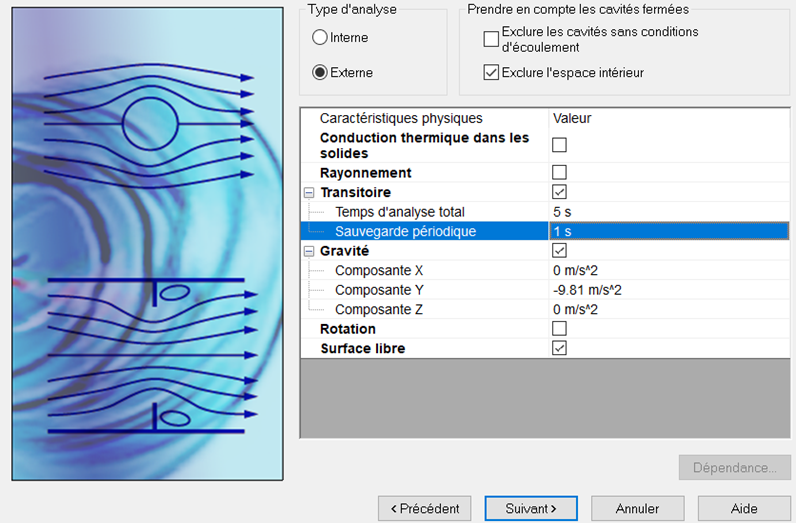 Type d'analyse
Interne
Externe
Prendre en compte les cavités fermées
Exclure les cavités sans conditions
d'écoulement
Exclure l'espace intérieur
Caractéristiques physiques Valeur
Conduction thermique dans les
solides
Rayonnement
Transitoire
Temps d'analyse total 5 s
Sauvegarde périodique 1 s
Gravité
Composante X 0 m/s^2
Composante Y -9.81 m/s^2
Composante Z 0 m/s^2
Rotation
Surface libre
Dépendance...
< Précédent Suivant > Annuler Aide